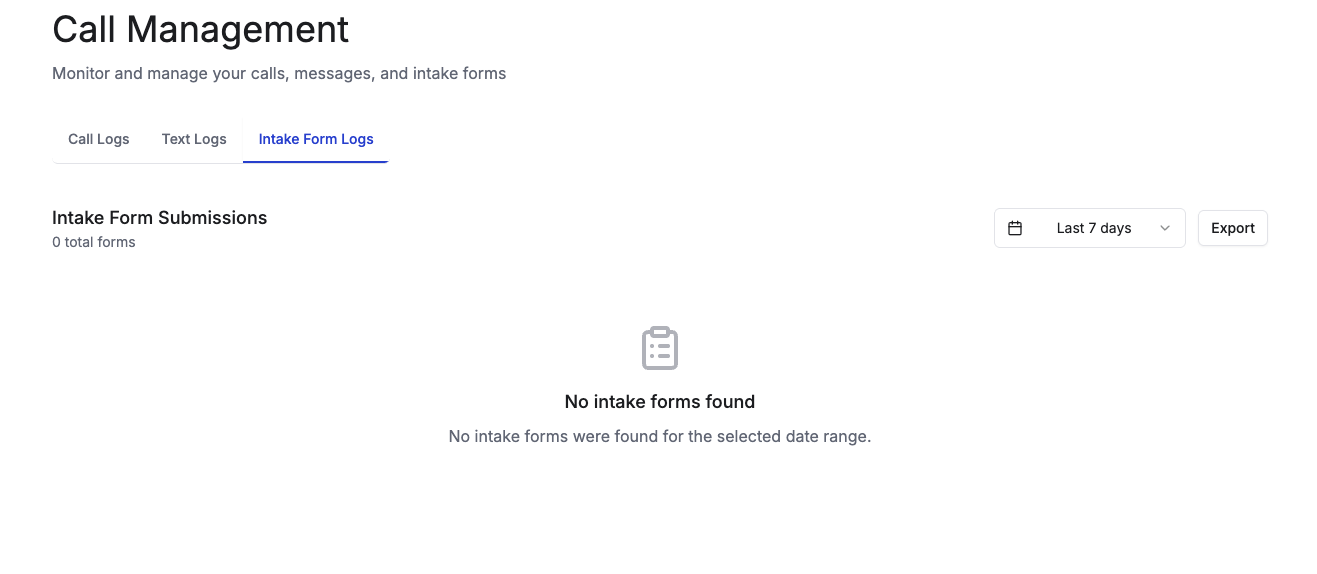 Call Management
Monitor and manage your calls, messages, and intake forms
Call Logs Text Logs Intake Form Logs
Intake Form Submissions
0 total forms
Last 7 days Export
No intake forms found
No intake forms were found for the selected date range.